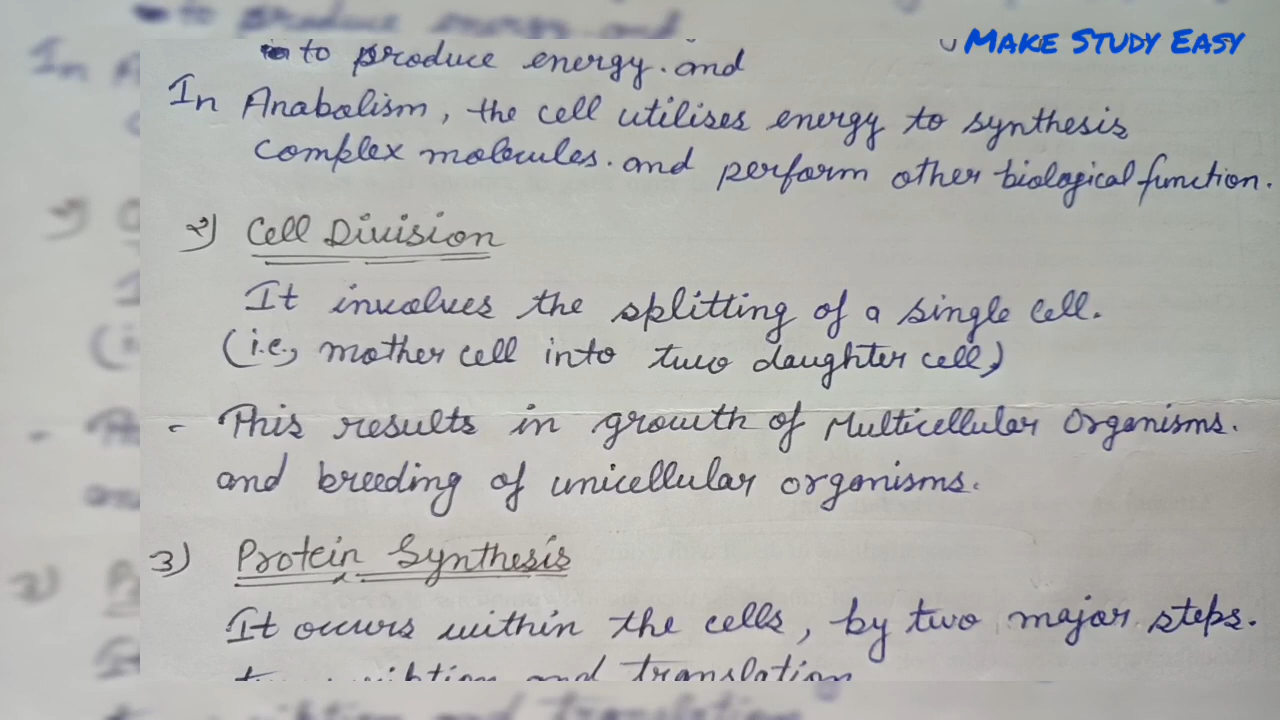 MAKE STUDY EASY
to produce energy. and
In Anabolism, the cell utilises energy to synthesis
complex molecules. and perform other biological function.
2) Cell Division
It involves the splitting of a single cell.
(i.e., mother cell into two daughter cell)
- This results in growth of Multicellular Organisms.
and breeding of unicellular organisms.
3) Protein Synthesis
It occurs within the cells, by two major steps.
and translation